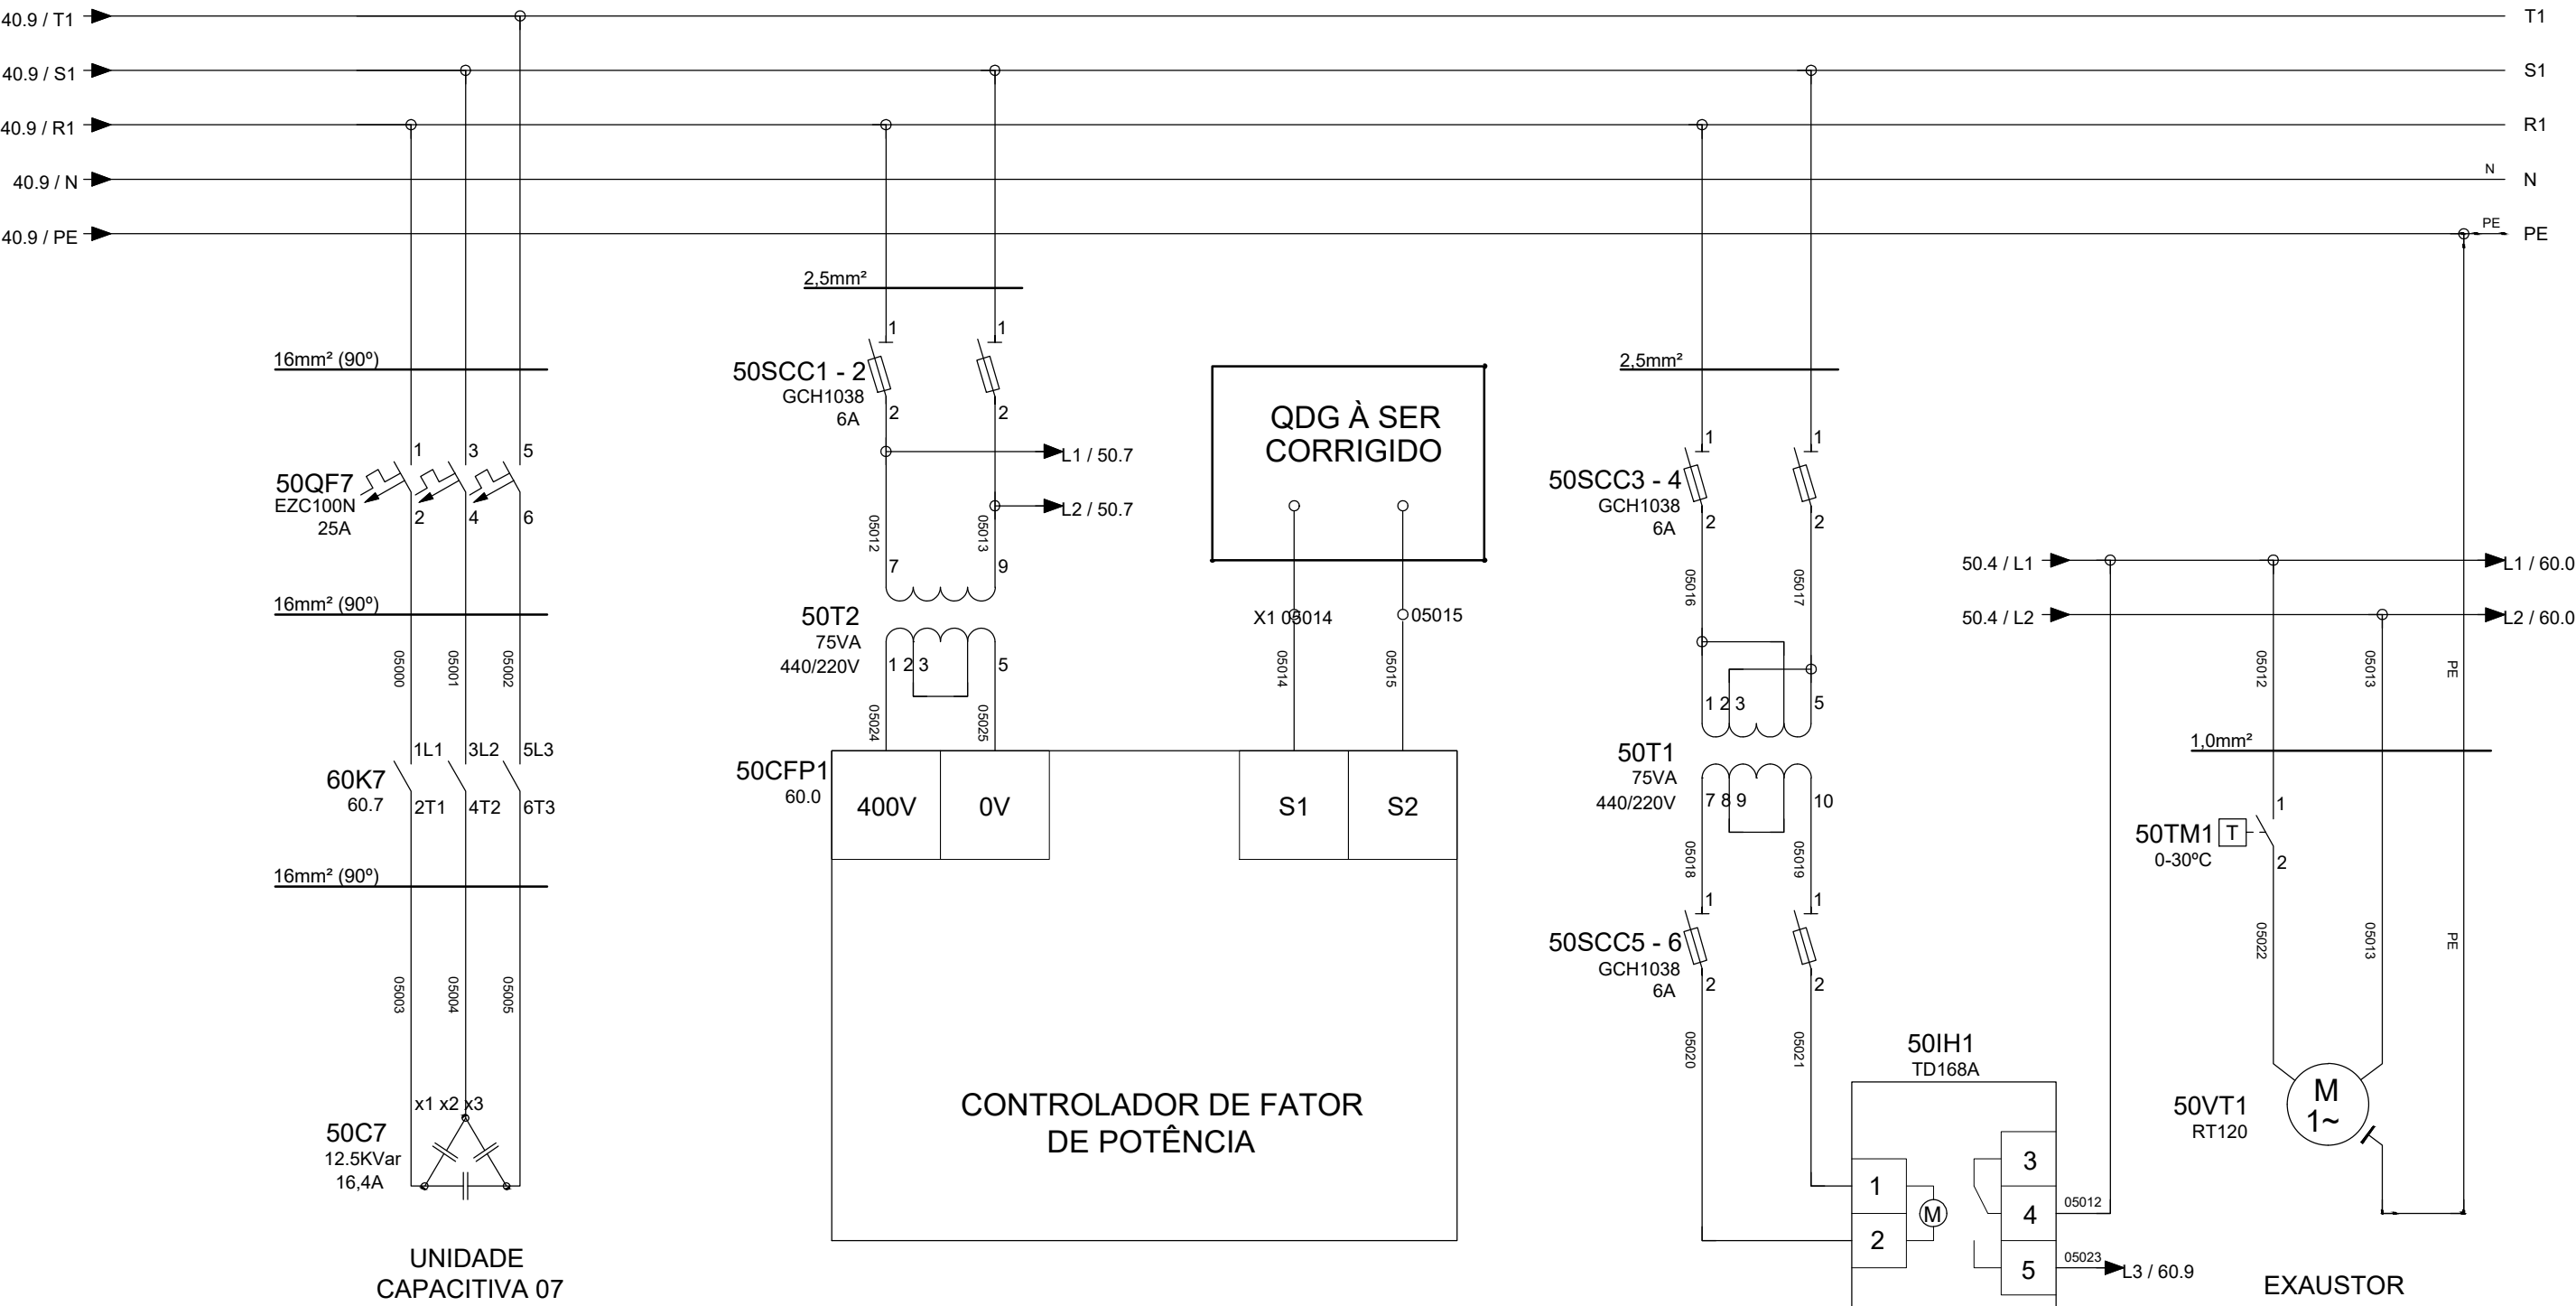 40.9 / T1
T1
40.9 / S1
S1
40.9 / R1
R1
40.9 / N
N
N
40.9 / PE
PE
PE
16mm² (90º)
1
3
5
50QF7
EZC100N
25A
2
4
6
16mm² (90º)
05000
05001
05002
1L1
3L2
5L3
60K7
60.7
2T1
4T2
6T3
16mm² (90º)
05003
05004
05005
x1 x2 x3
50C7
12.5KVar
16,4A
UNIDADE
CAPACITIVA 07
2,5mm²
1
1
50SCC1 - 2
GCH1038
6A
2
2
L1 / 50.7
L2 / 50.7
05012
05013
7
9
50T2
75VA
440/220V
1 2 3
5
05024
05025
50CFP1
60.0
400V
0V
S1
S2
CONTROLADOR DE FATOR
DE POTÊNCIA
QDG À SER
CORRIGIDO
X1 05014
05015
05014
05015
2,5mm²
1
1
50SCC3 - 4
GCH1038
6A
2
2
05016
05017
1 2 3
5
50T1
75VA
440/220V
7 8 9
10
05018
05019
1
1
50SCC5 - 6
GCH1038
6A
2
2
05020
05021
50IH1
TD168A
1
2
M
3
4
5
05012
05023
L3 / 60.9
50.4 / L1
L1 / 60.0
50.4 / L2
L2 / 60.0
05012
05013
PE
1,0mm²
1
50TM1
T
0-30ºC
2
05022
05013
PE
50VT1
RT120
M
1~
EXAUSTOR